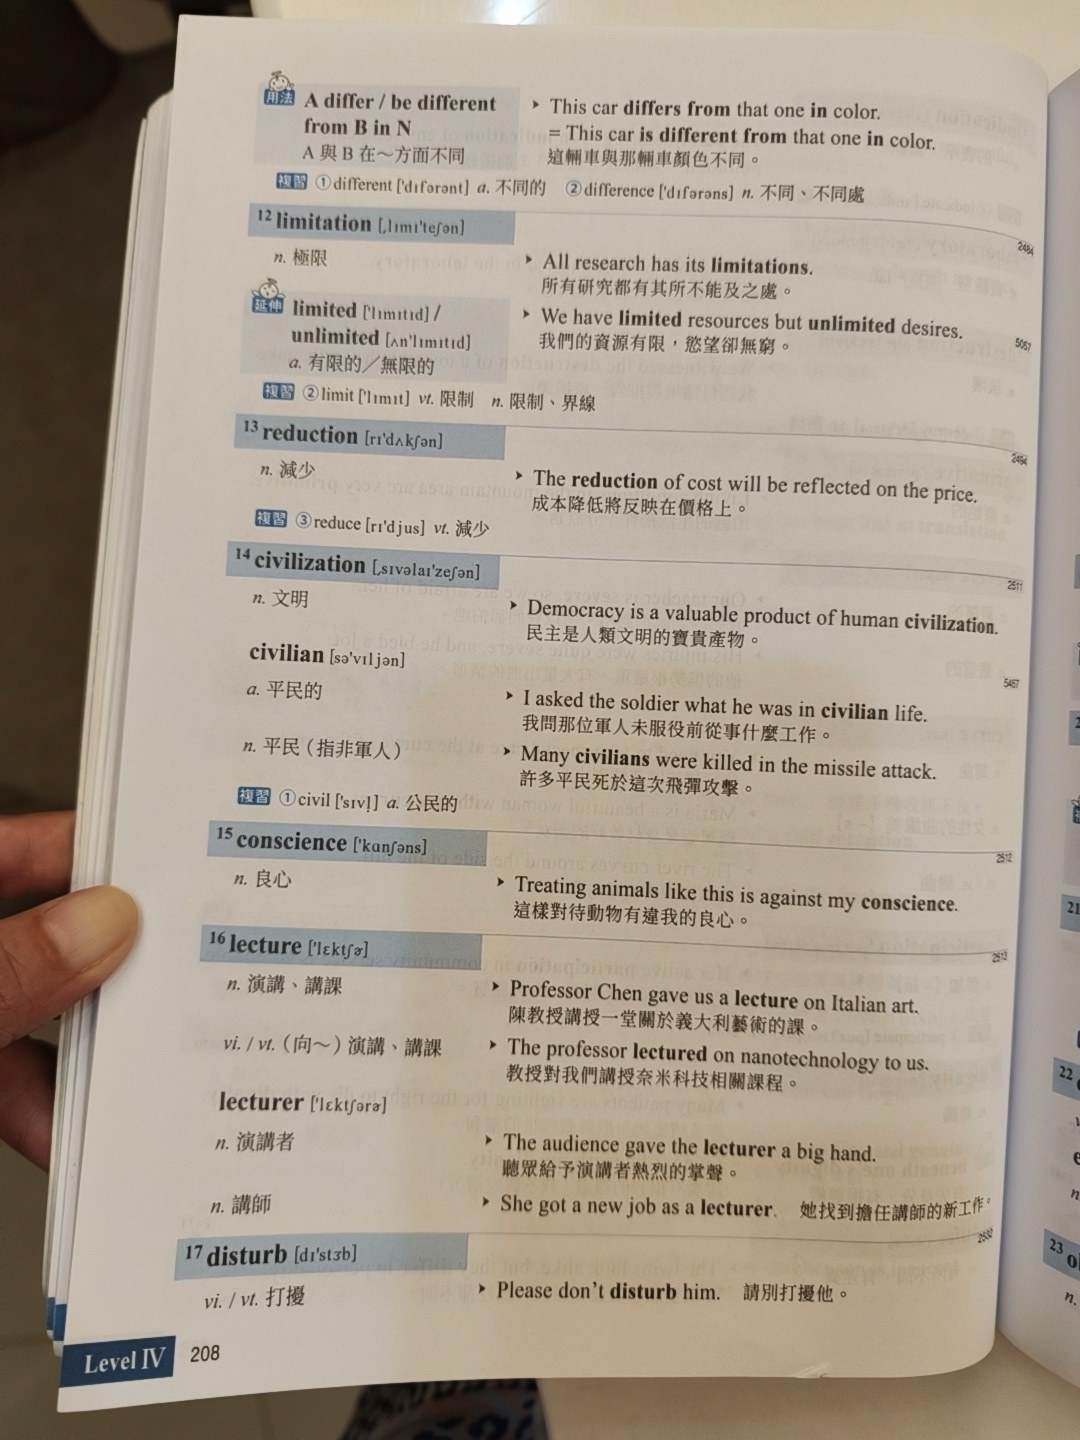 用法 A differ / be different
from B in N
A 與 B 在～方面不同
This car differs from that one in color.
= This car is different from that one in color.
這輛車與那輛車顏色不同。
複習 ①different [ˈdɪfərənt] a. 不同的 ②difference [ˈdɪfərəns] n. 不同、不同處
12 limitation [ˌlɪmɪˈteʃən]
2484
n. 極限
All research has its limitations.
所有研究都有其所不能及之處。
延伸 limited [ˈlɪmɪtɪd] /
unlimited [ʌnˈlɪmɪtɪd]
a. 有限的／無限的
We have limited resources but unlimited desires.
5057
我們的資源有限，慾望卻無窮。
複習 ②limit [ˈlɪmɪt] vt. 限制 n. 限制、界線
13 reduction [rɪˈdʌkʃən]
2494
n. 減少
The reduction of cost will be reflected on the price.
成本降低將反映在價格上。
複習 ③reduce [rɪˈdjus] vt. 減少
14 civilization [ˌsɪvəlaɪˈzeʃən]
2511
n. 文明
Democracy is a valuable product of human civilization.
民主是人類文明的寶貴產物。
civilian [səˈvɪljən]
5457
a. 平民的
I asked the soldier what he was in civilian life.
我問那位軍人未服役前從事什麼工作。
n. 平民（指非軍人）
Many civilians were killed in the missile attack.
許多平民死於這次飛彈攻擊。
複習 ①civil [ˈsɪvl̩] a. 公民的
15 conscience [ˈkɑnʃəns]
2512
n. 良心
Treating animals like this is against my conscience.
這樣對待動物有違我的良心。
16 lecture [ˈlɛktʃɚ]
2513
n. 演講、講課
Professor Chen gave us a lecture on Italian art.
陳教授講授一堂關於義大利藝術的課。
vi. / vt.（向～）演講、講課
The professor lectured on nanotechnology to us.
教授對我們講授奈米科技相關課程。
lecturer [ˈlɛktʃərɚ]
n. 演講者
The audience gave the lecturer a big hand.
聽眾給予演講者熱烈的掌聲。
n. 講師
She got a new job as a lecturer. 她找到擔任講師的新工作。
17 disturb [dɪˈstɝb]
2532
vi. / vt. 打擾
Please don't disturb him. 請別打擾他。
Level IV 208
21
22
23
n.